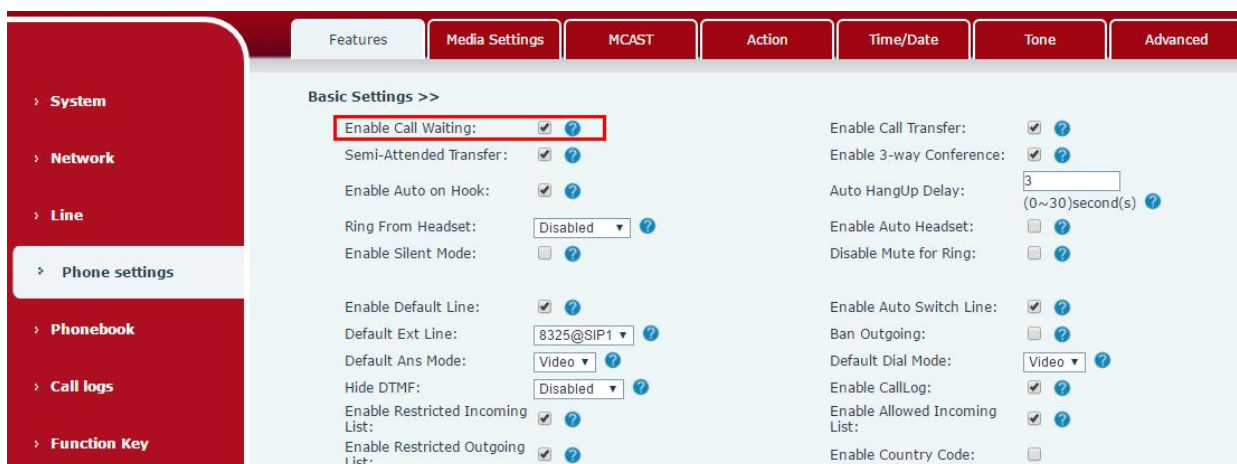 Features Media Settings MCAST Action Time/Date Tone Advanced
› System
› Network
› Line
› Phone settings
› Phonebook
› Call logs
› Function Key
Basic Settings >>
Enable Call Waiting: ? Enable Call Transfer: ?
Semi-Attended Transfer: ? Enable 3-way Conference: ?
Enable Auto on Hook: ? Auto HangUp Delay: 3
(0~30)second(s) ?
Ring From Headset: Disabled ? Enable Auto Headset: ?
Enable Silent Mode: ? Disable Mute for Ring: ?
Enable Default Line: ? Enable Auto Switch Line: ?
Default Ext Line: 8325@SIP1 ? Ban Outgoing: ?
Default Ans Mode: Video ? Default Dial Mode: Video ?
Hide DTMF: Disabled ? Enable CallLog: ?
Enable Restricted Incoming List: ? Enable Allowed Incoming List: ?
Enable Restricted Outgoing List: ? Enable Country Code: